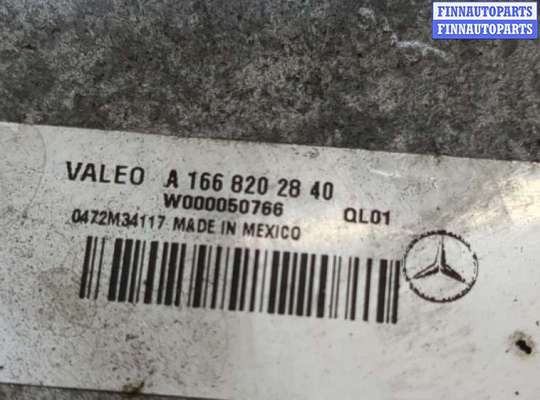 FINNAUTOPARTS
FINNAUTOPARTS
VALEO A 166 820 28 40
W000050766 QL01
0472M34117 MADE IN MEXICO